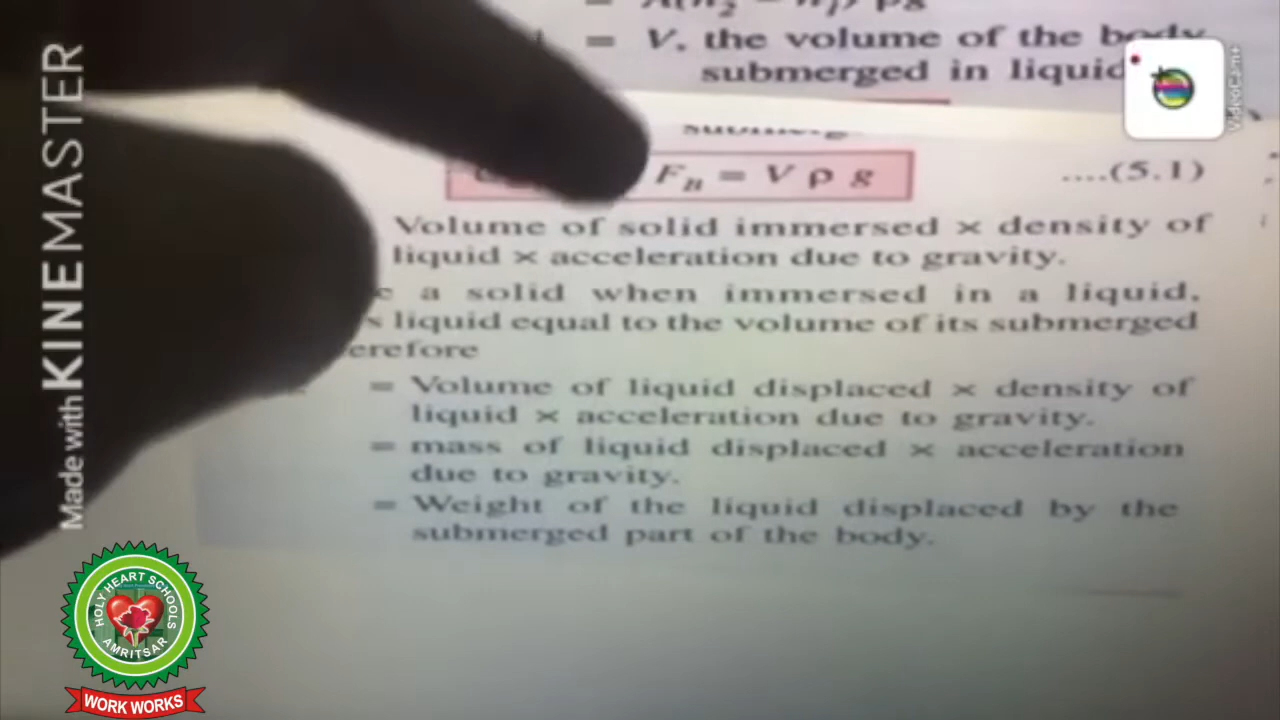 = V, the volume of the body
submerged in liquid
F_B = V ρ g ....(5.1)
Volume of solid immersed × density of
liquid × acceleration due to gravity.
a solid when immersed in a liquid,
liquid equal to the volume of its submerged
erefore
= Volume of liquid displaced × density of
liquid × acceleration due to gravity.
= mass of liquid displaced × acceleration
due to gravity.
= Weight of the liquid displaced by the
submerged part of the body.
Made with KINEMASTER
VideoCam+
HOLY HEART SCHOOLS
AMRITSAR
WORK WORKS